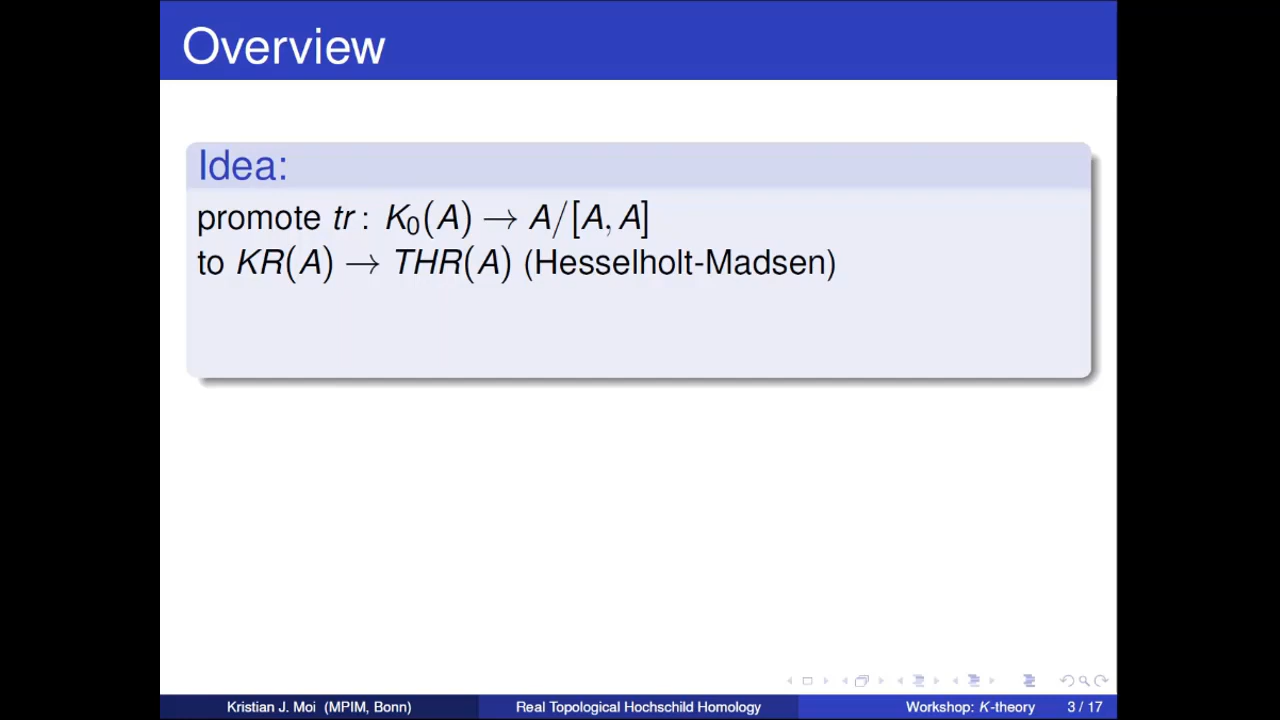 Overview
Idea:
promote tr : K₀(A) → A/[A, A]
to KR(A) → THR(A) (Hesselholt-Madsen)
Kristian J. Moi (MPIM, Bonn) Real Topological Hochschild Homology Workshop: K-theory 3 / 17